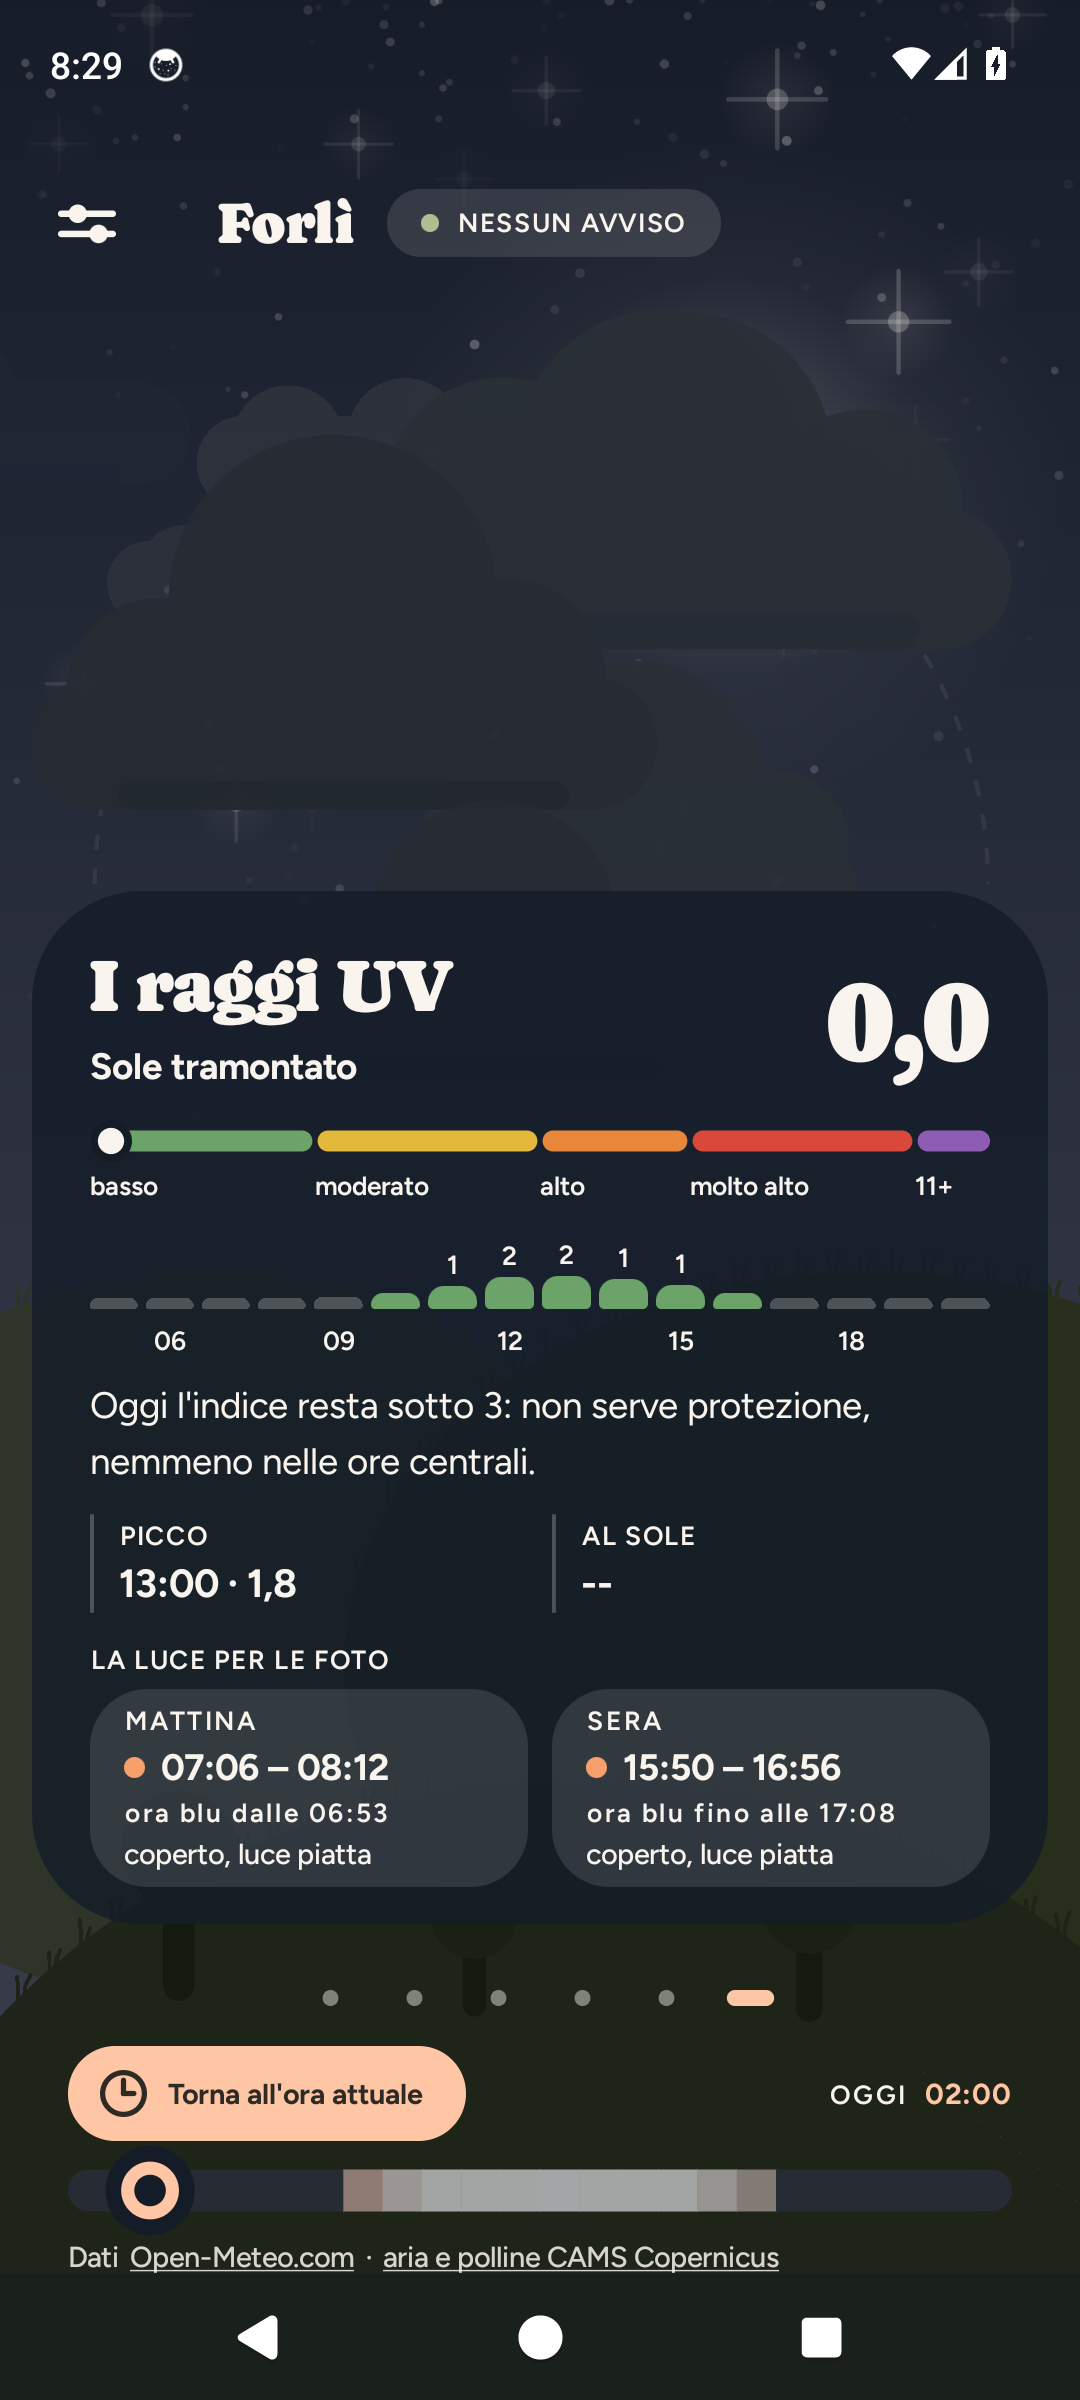 8:29
Forlì
NESSUN AVVISO
I raggi UV
0,0
Sole tramontato
basso moderato alto molto alto 11+
1 2 2 1 1
06 09 12 15 18
Oggi l'indice resta sotto 3: non serve protezione,
nemmeno nelle ore centrali.
PICCO
13:00 · 1,8
AL SOLE
--
LA LUCE PER LE FOTO
MATTINA
07:06 – 08:12
ora blu dalle 06:53
coperto, luce piatta
SERA
15:50 – 16:56
ora blu fino alle 17:08
coperto, luce piatta
Torna all'ora attuale
OGGI 02:00
Dati Open-Meteo.com · aria e polline CAMS Copernicus